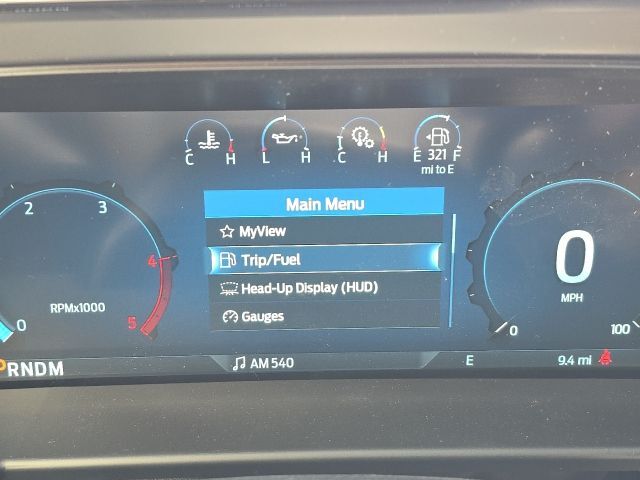 C H L H C H E 321 F
mi to E
Main Menu
MyView
Trip/Fuel
Head-Up Display (HUD)
Gauges
0 2 3 4 5
RPMx1000
0
MPH
0 100
PRNDM
AM 540
E
9.4 mi